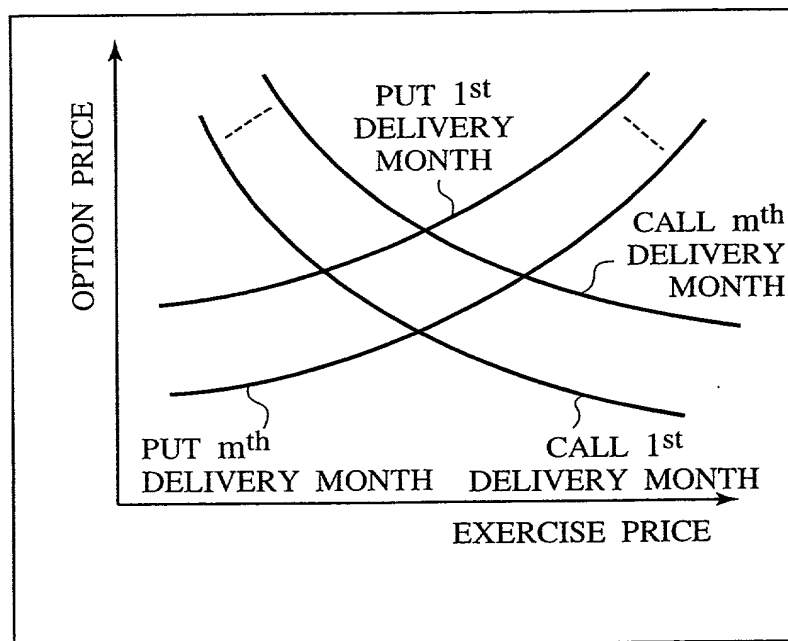 OPTION PRICE
PUT 1st
DELIVERY
MONTH
CALL mth
DELIVERY
MONTH
PUT mth
DELIVERY MONTH
CALL 1st
DELIVERY MONTH
EXERCISE PRICE